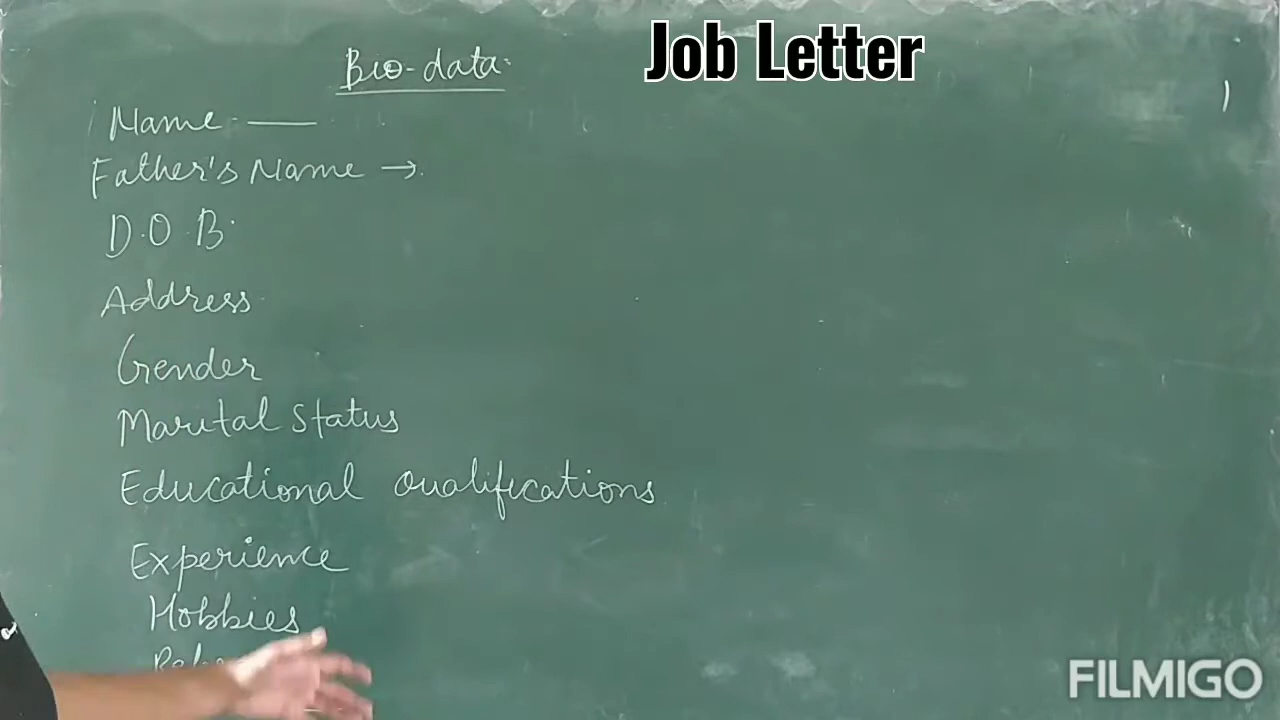 Job Letter
Bio-data
Name
Father's Name →
D.O.B.
Address
Gender
Marital Status
Educational Qualifications
Experience
Hobbies
FILMIGO